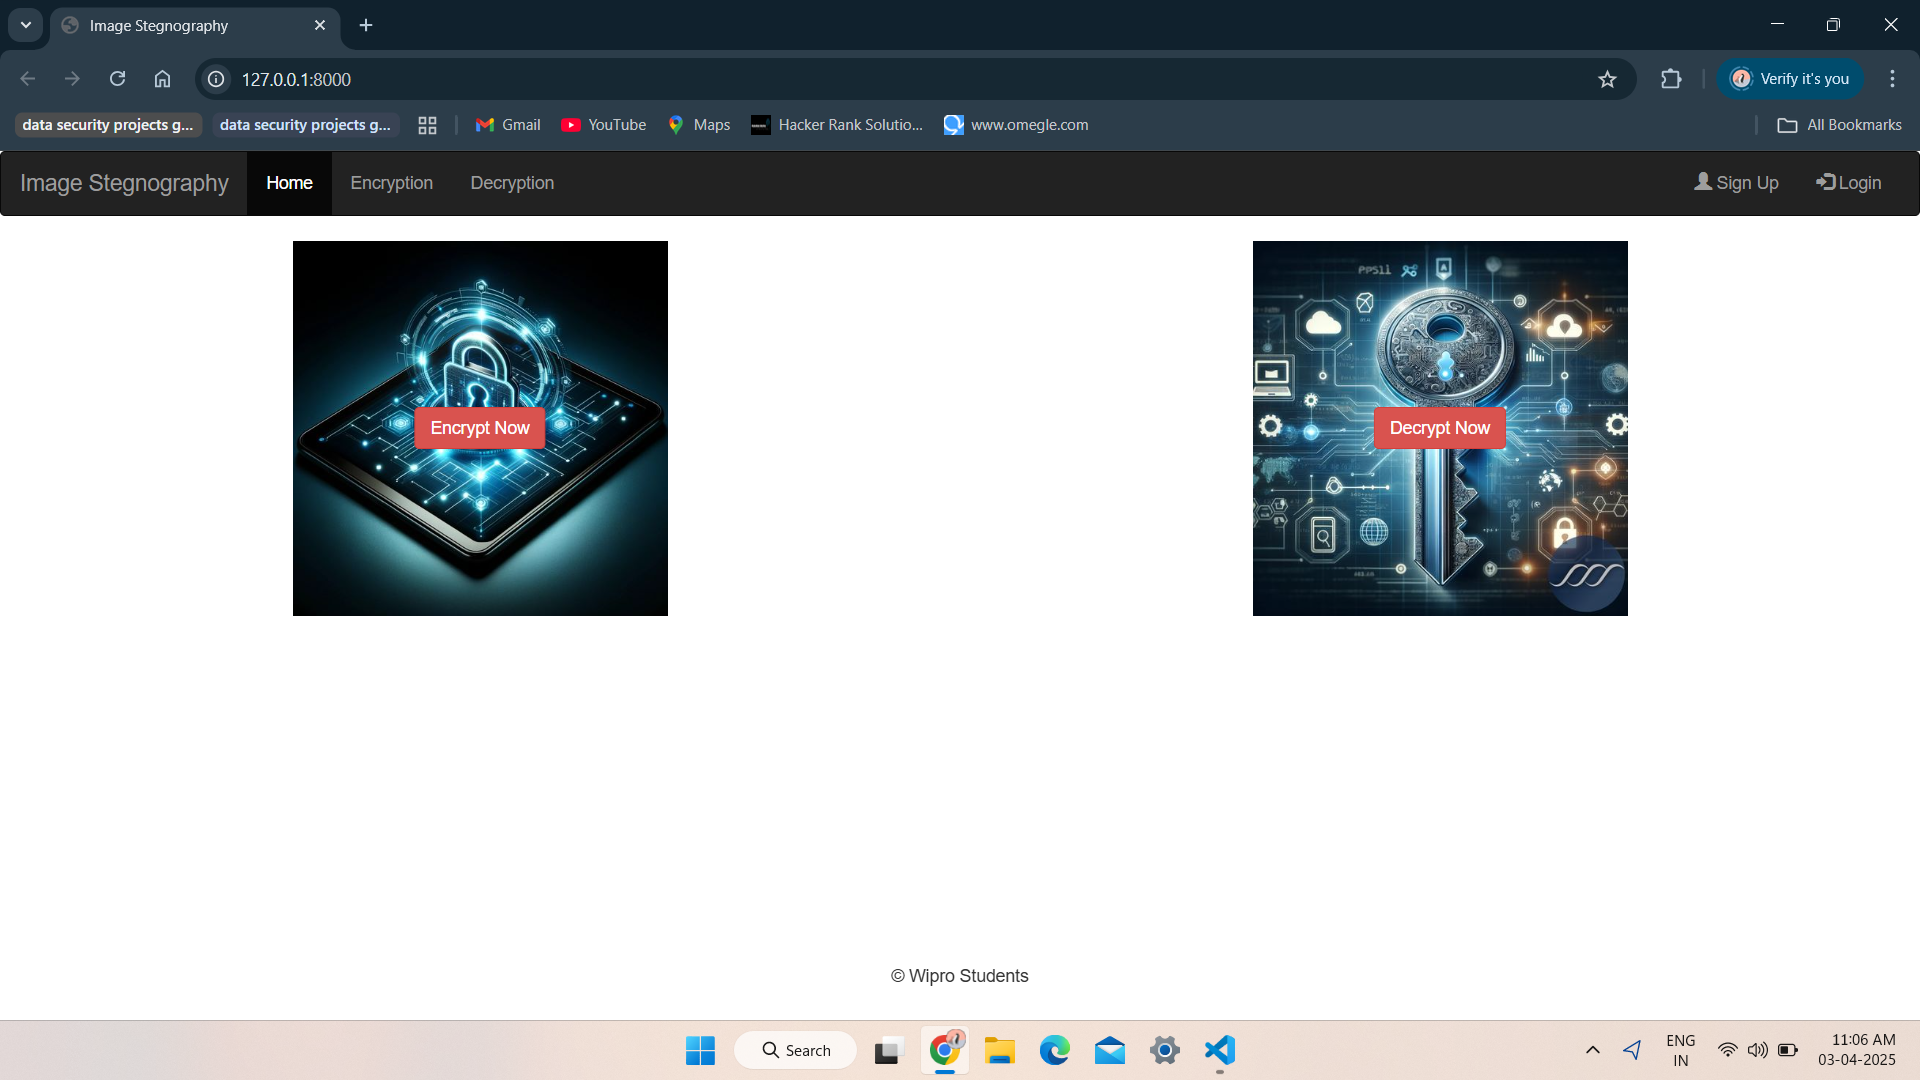 Image Stegnography
127.0.0.1:8000
Verify it's you
data security projects g...
data security projects g...
Gmail
YouTube
Maps
Hacker Rank Solutio...
www.omegle.com
All Bookmarks
Image Stegnography
Home
Encryption
Decryption
Sign Up
Login
Encrypt Now
Decrypt Now
© Wipro Students
Search
ENG
IN
11:06 AM
03-04-2025